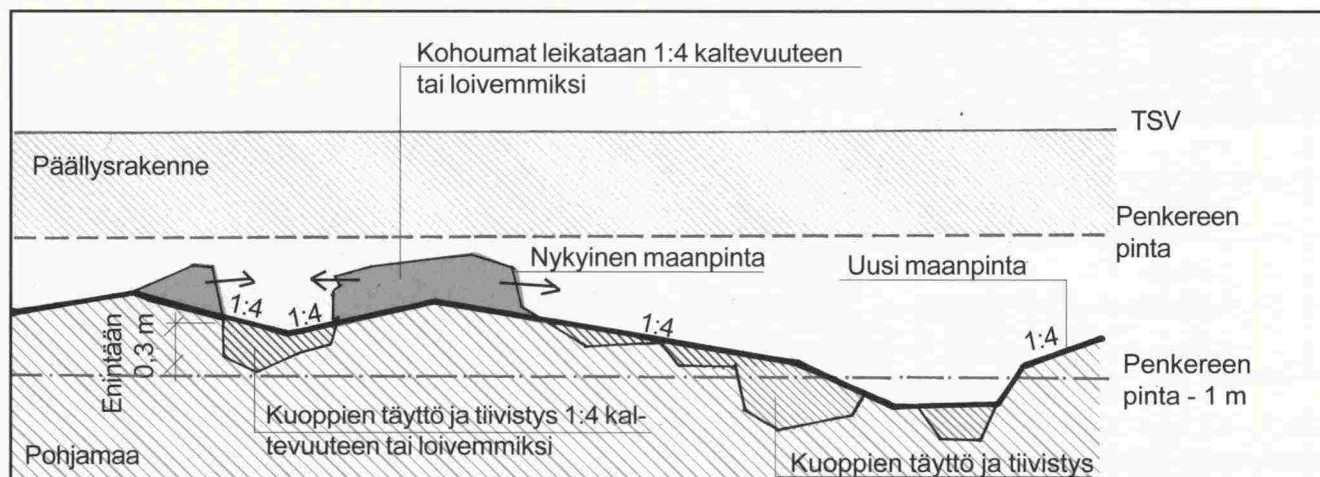 Kohoumat leikataan 1:4 kaltevuuteen
tai loivemmiksi
TSV
Päällysrakenne
Penkereen
pinta
Nykyinen maanpinta
Uusi maanpinta
1:4
1:4
1:4
1:4
Enintään
0,3 m
Penkereen
pinta - 1 m
Kuoppien täyttö ja tiivistys 1:4 kal-
tevuuteen tai loivemmiksi
Pohjamaa
Kuoppien täyttö ja tiivistys